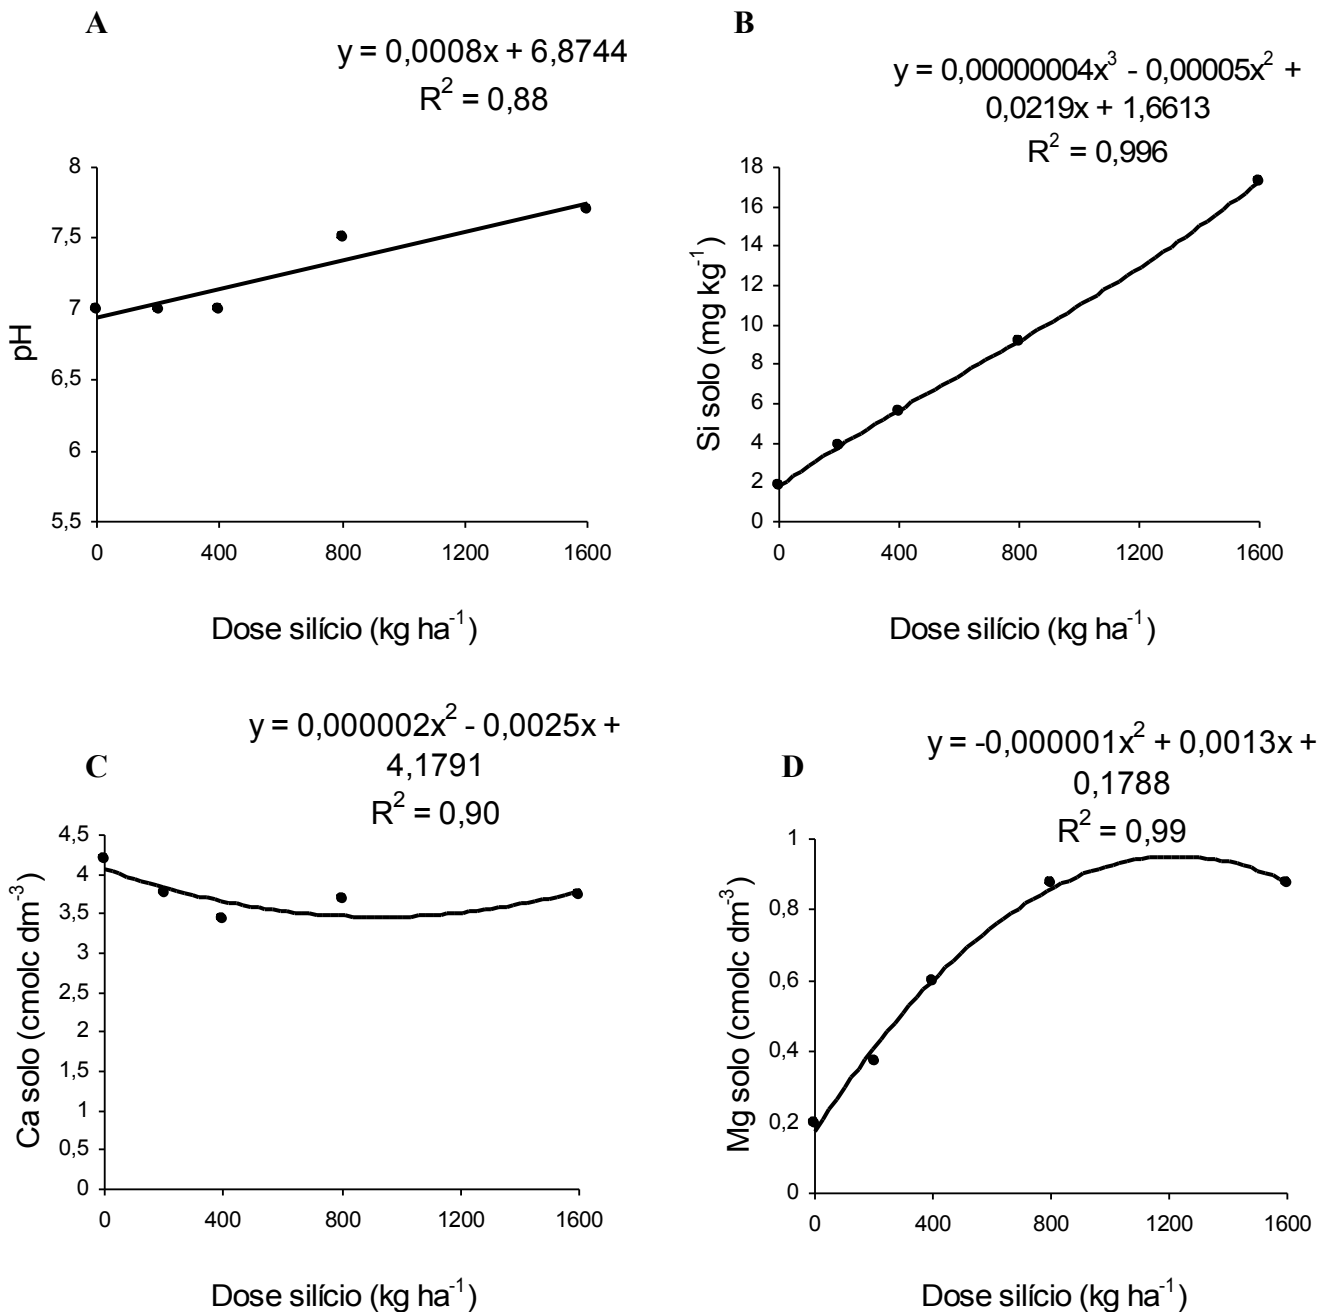 A
y = 0,0008x + 6,8744
R² = 0,88
8
7,5
7
6,5
6
5,5
pH
0 400 800 1200 1600
Dose silício (kg ha⁻¹)
B
y = 0,00000004x³ - 0,00005x² +
0,0219x + 1,6613
R² = 0,996
18
16
14
12
10
8
6
4
2
0
Si solo (mg kg⁻¹)
0 400 800 1200 1600
Dose silício (kg ha⁻¹)
C
y = 0,000002x² - 0,0025x +
4,1791
R² = 0,90
4,5
4
3,5
3
2,5
2
1,5
1
0,5
0
Ca solo (cmolc dm⁻³)
0 400 800 1200 1600
Dose silício (kg ha⁻¹)
D
y = -0,000001x² + 0,0013x +
0,1788
R² = 0,99
1
0,8
0,6
0,4
0,2
0
Mg solo (cmolc dm⁻³)
0 400 800 1200 1600
Dose silício (kg ha⁻¹)